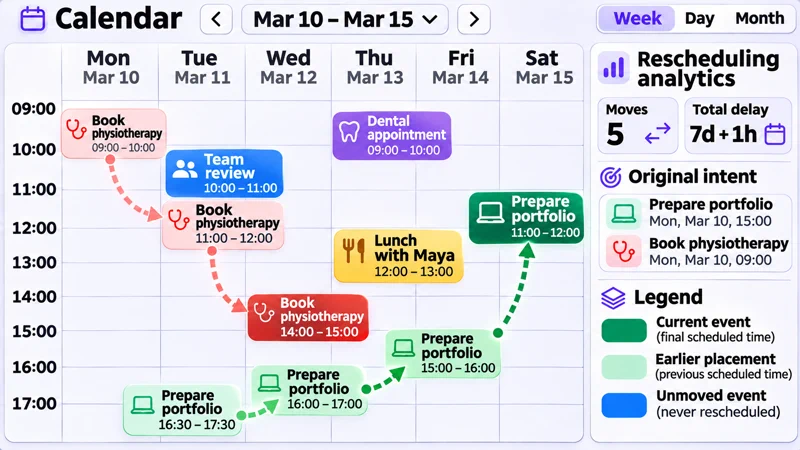 Calendar
Mar 10 – Mar 15
Week
Day
Month
Mon
Mar 10
Tue
Mar 11
Wed
Mar 12
Thu
Mar 13
Fri
Mar 14
Sat
Mar 15
09:00
10:00
11:00
12:00
13:00
14:00
15:00
16:00
17:00
Book
physiotherapy
09:00 – 10:00
Team
review
10:00 – 11:00
Book
physiotherapy
11:00 – 12:00
Book
physiotherapy
14:00 – 15:00
Dental
appointment
09:00 – 10:00
Lunch
with Maya
12:00 – 13:00
Prepare
portfolio
11:00 – 12:00
Prepare
portfolio
15:00 – 16:00
Prepare
portfolio
16:00 – 17:00
Prepare
portfolio
16:30 – 17:30
Rescheduling
analytics
Moves
5
Total delay
7d + 1h
Original intent
Prepare portfolio
Mon, Mar 10, 15:00
Book physiotherapy
Mon, Mar 10, 09:00
Legend
Current event
(final scheduled time)
Earlier placement
(previous scheduled time)
Unmoved event
(never rescheduled)